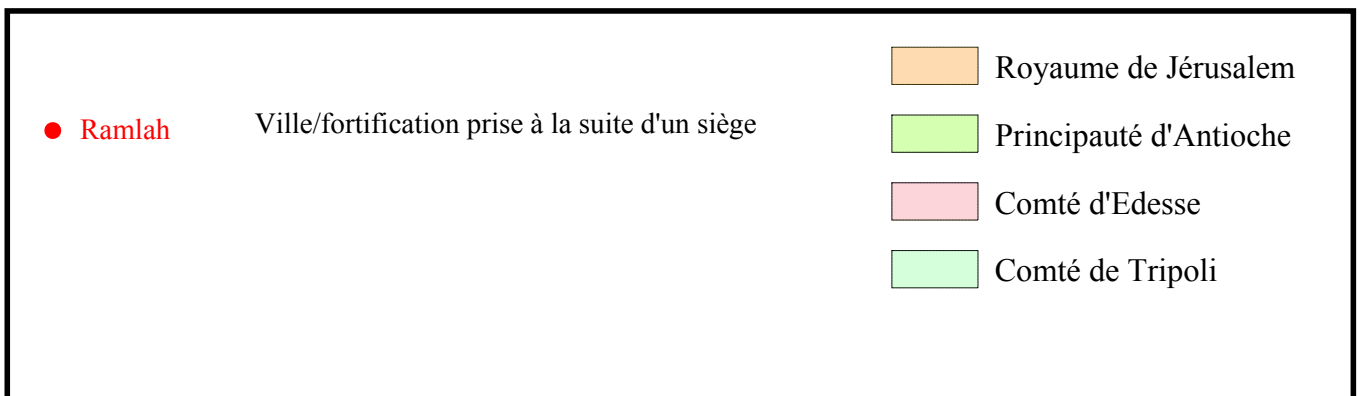 Ramlah
Ville/fortification prise à la suite d'un siège
Royaume de Jérusalem
Principauté d'Antioche
Comté d'Edesse
Comté de Tripoli